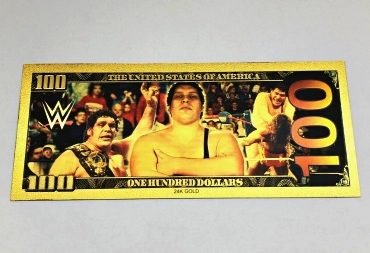 100
THE UNITED STATES OF AMERICA
W
100
100
ONE HUNDRED DOLLARS
24K GOLD